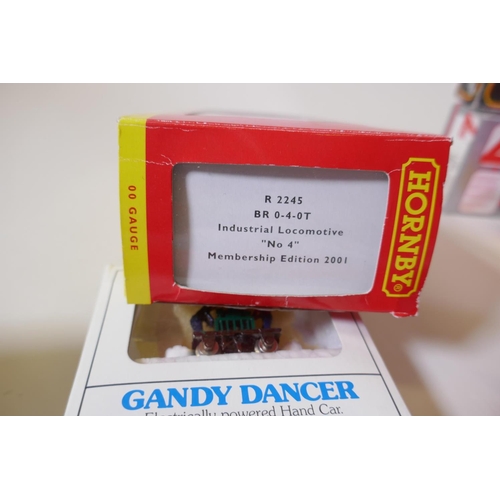 00 GAUGE
R 2245
BR 0-4-0T
Industrial Locomotive
"No 4"
Membership Edition 2001
HORNBY®
GANDY DANCER
Electrically powered Hand Car.